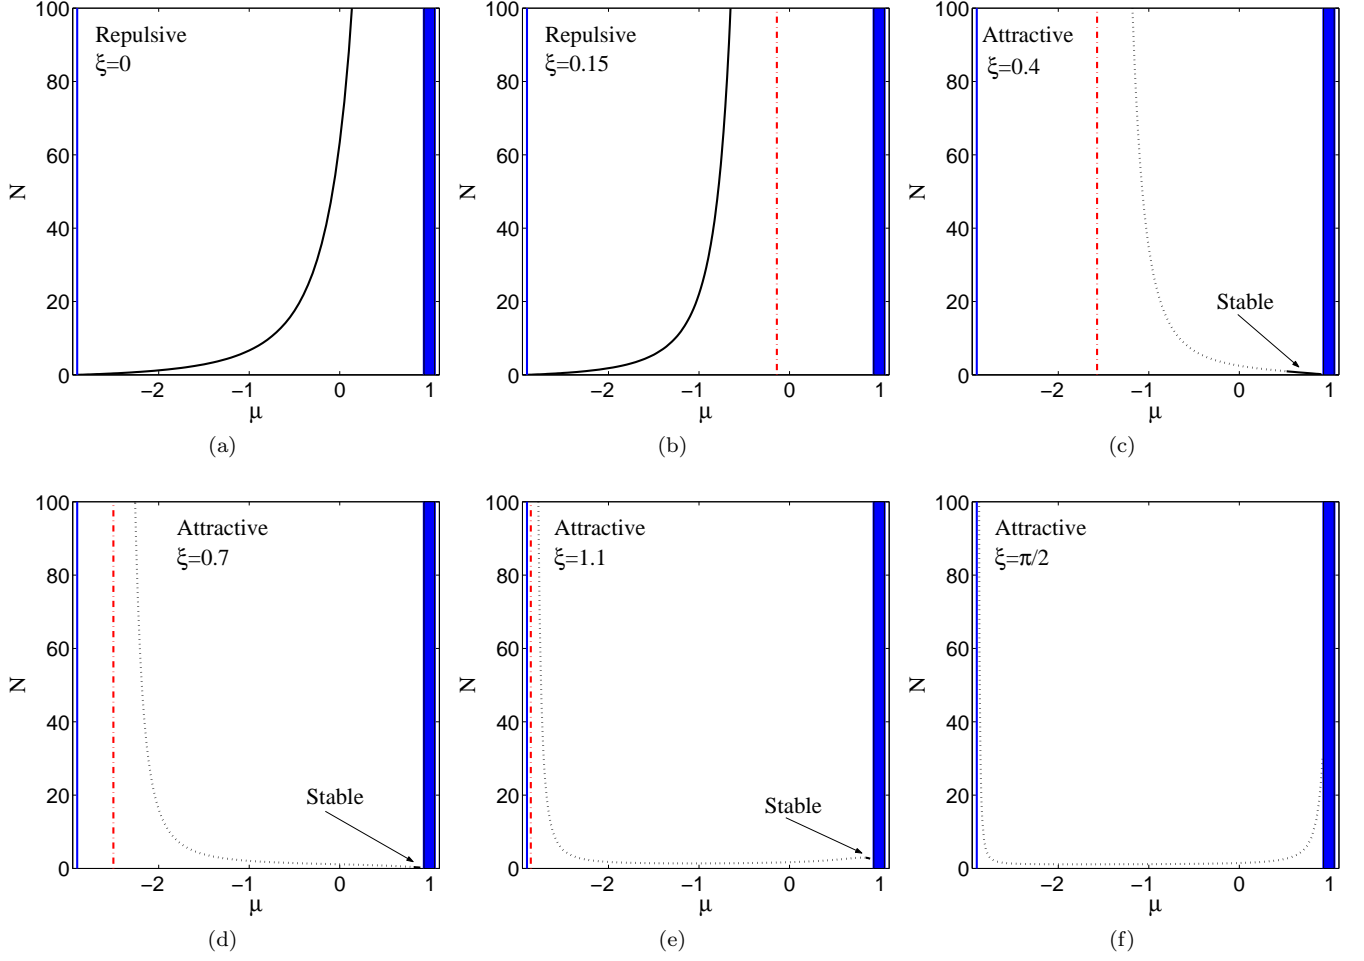 100
80
60
40
20
0
N
Repulsive
ξ=0
−2
−1
0
1
μ
(a)
100
80
60
40
20
0
N
Repulsive
ξ=0.15
−2
−1
0
1
μ
(b)
100
80
60
40
20
0
N
Attractive
ξ=0.4
Stable
−2
−1
0
1
μ
(c)
100
80
60
40
20
0
N
Attractive
ξ=0.7
Stable
−2
−1
0
1
μ
(d)
100
80
60
40
20
0
N
Attractive
ξ=1.1
Stable
−2
−1
0
1
μ
(e)
100
80
60
40
20
0
N
Attractive
ξ=π/2
−2
−1
0
1
μ
(f)